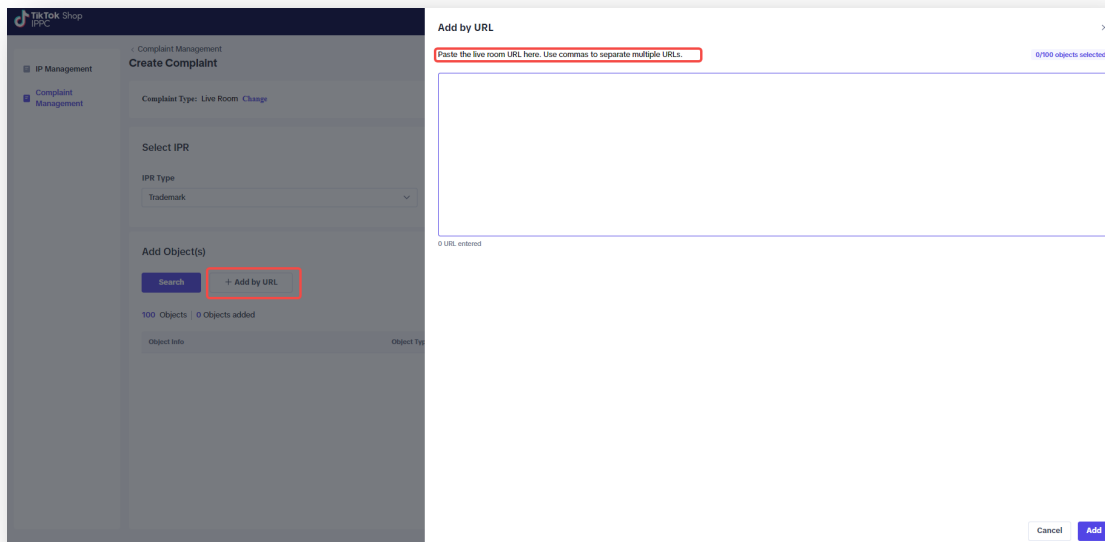 TikTok Shop
IPPC
IP Management
Complaint
Management
Complaint Management
Create Complaint
Complaint Type: Live Room Change
Select IPR
IPR Type
Trademark
Add Object(s)
Search
+ Add by URL
100 Objects | 0 Objects added
Object Info
Object Typ
Add by URL
Paste the live room URL here. Use commas to separate multiple URLs.
0/100 objects selected
0 URL entered
Cancel
Add